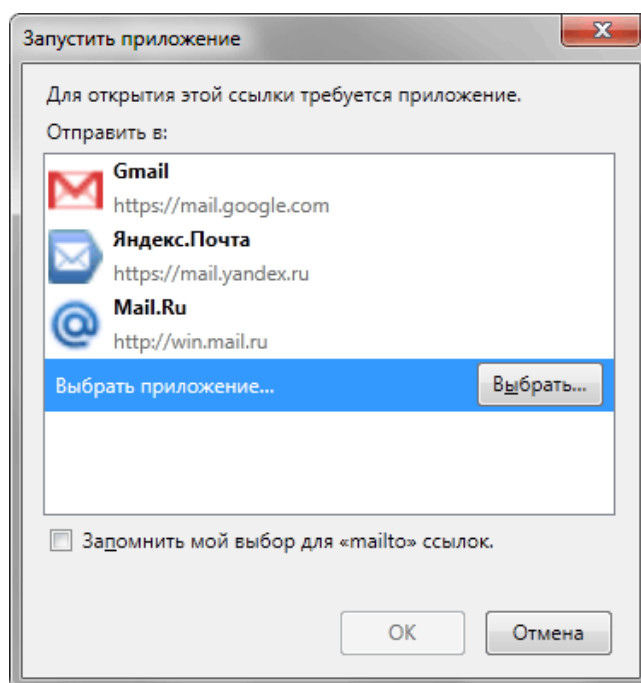 Запустить приложение
Для открытия этой ссылки требуется приложение.
Отправить в:
Gmail
https://mail.google.com
Яндекс.Почта
https://mail.yandex.ru
Mail.Ru
http://win.mail.ru
Выбрать приложение... Выбрать...
Запомнить мой выбор для «mailto» ссылок.
ОК Отмена